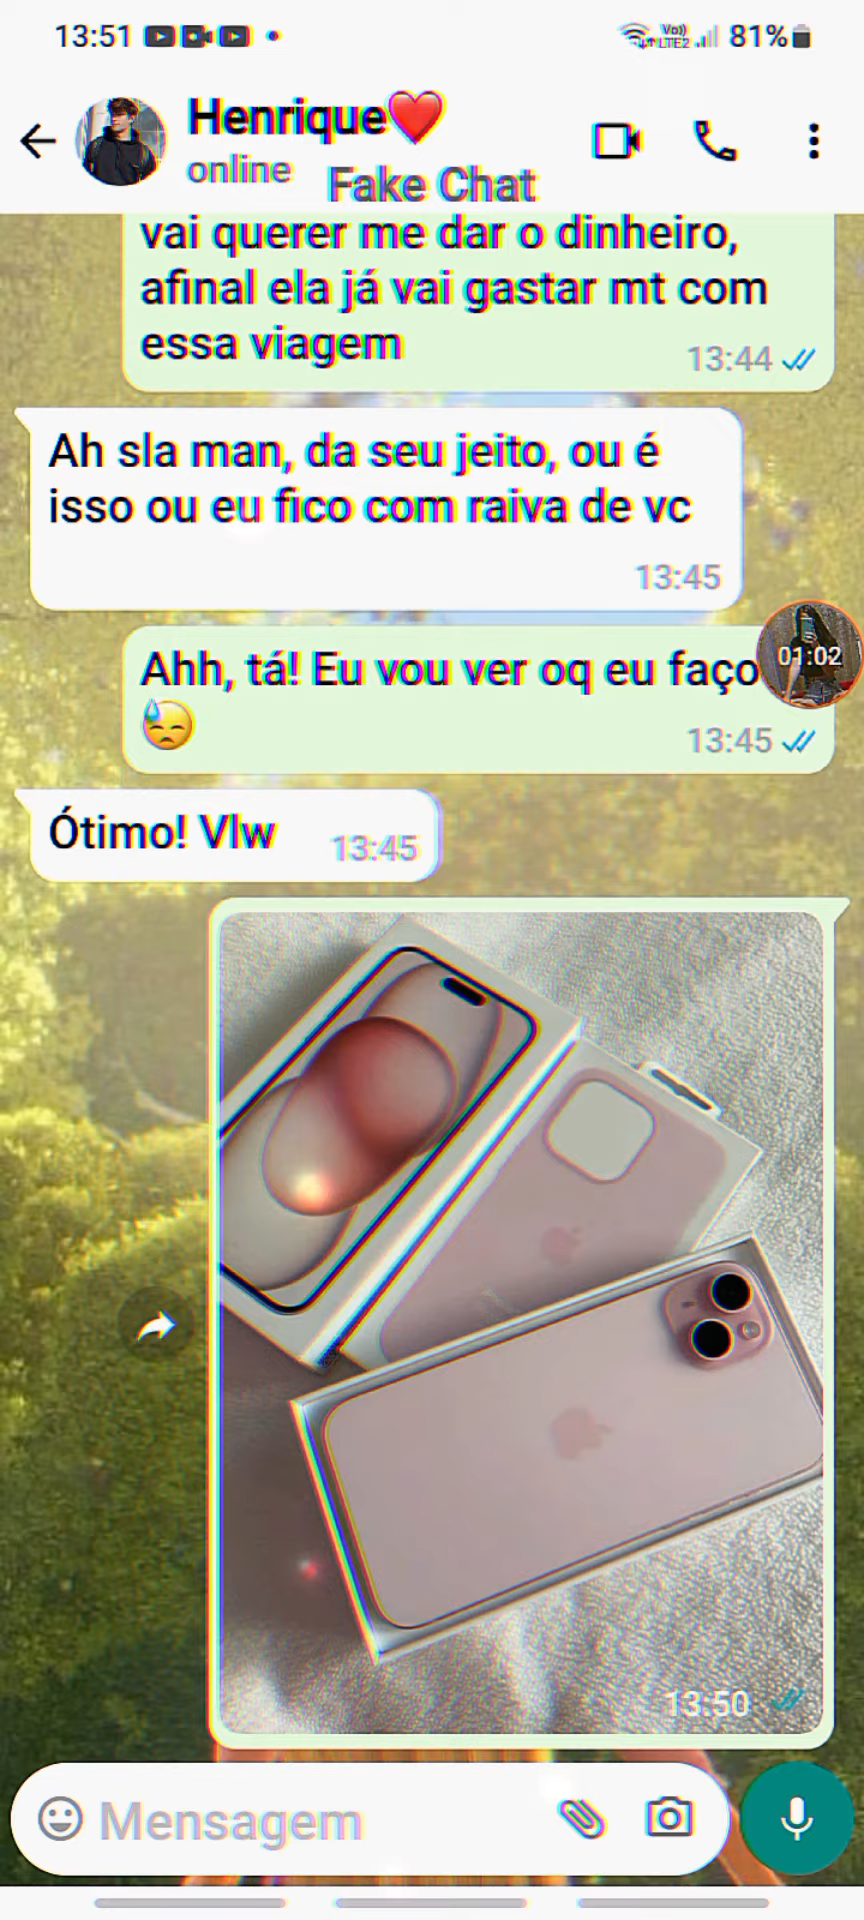 13:51
Vo))
LTE2
81%
Henrique❤️
online
Fake Chat
vai querer me dar o dinheiro,
afinal ela já vai gastar mt com
essa viagem
13:44
Ah sla man, da seu jeito, ou é
isso ou eu fico com raiva de vc
13:45
Ahh, tá! Eu vou ver oq eu faço
01:02
😓
13:45
Ótimo! Vlw
13:45
13:50
Mensagem